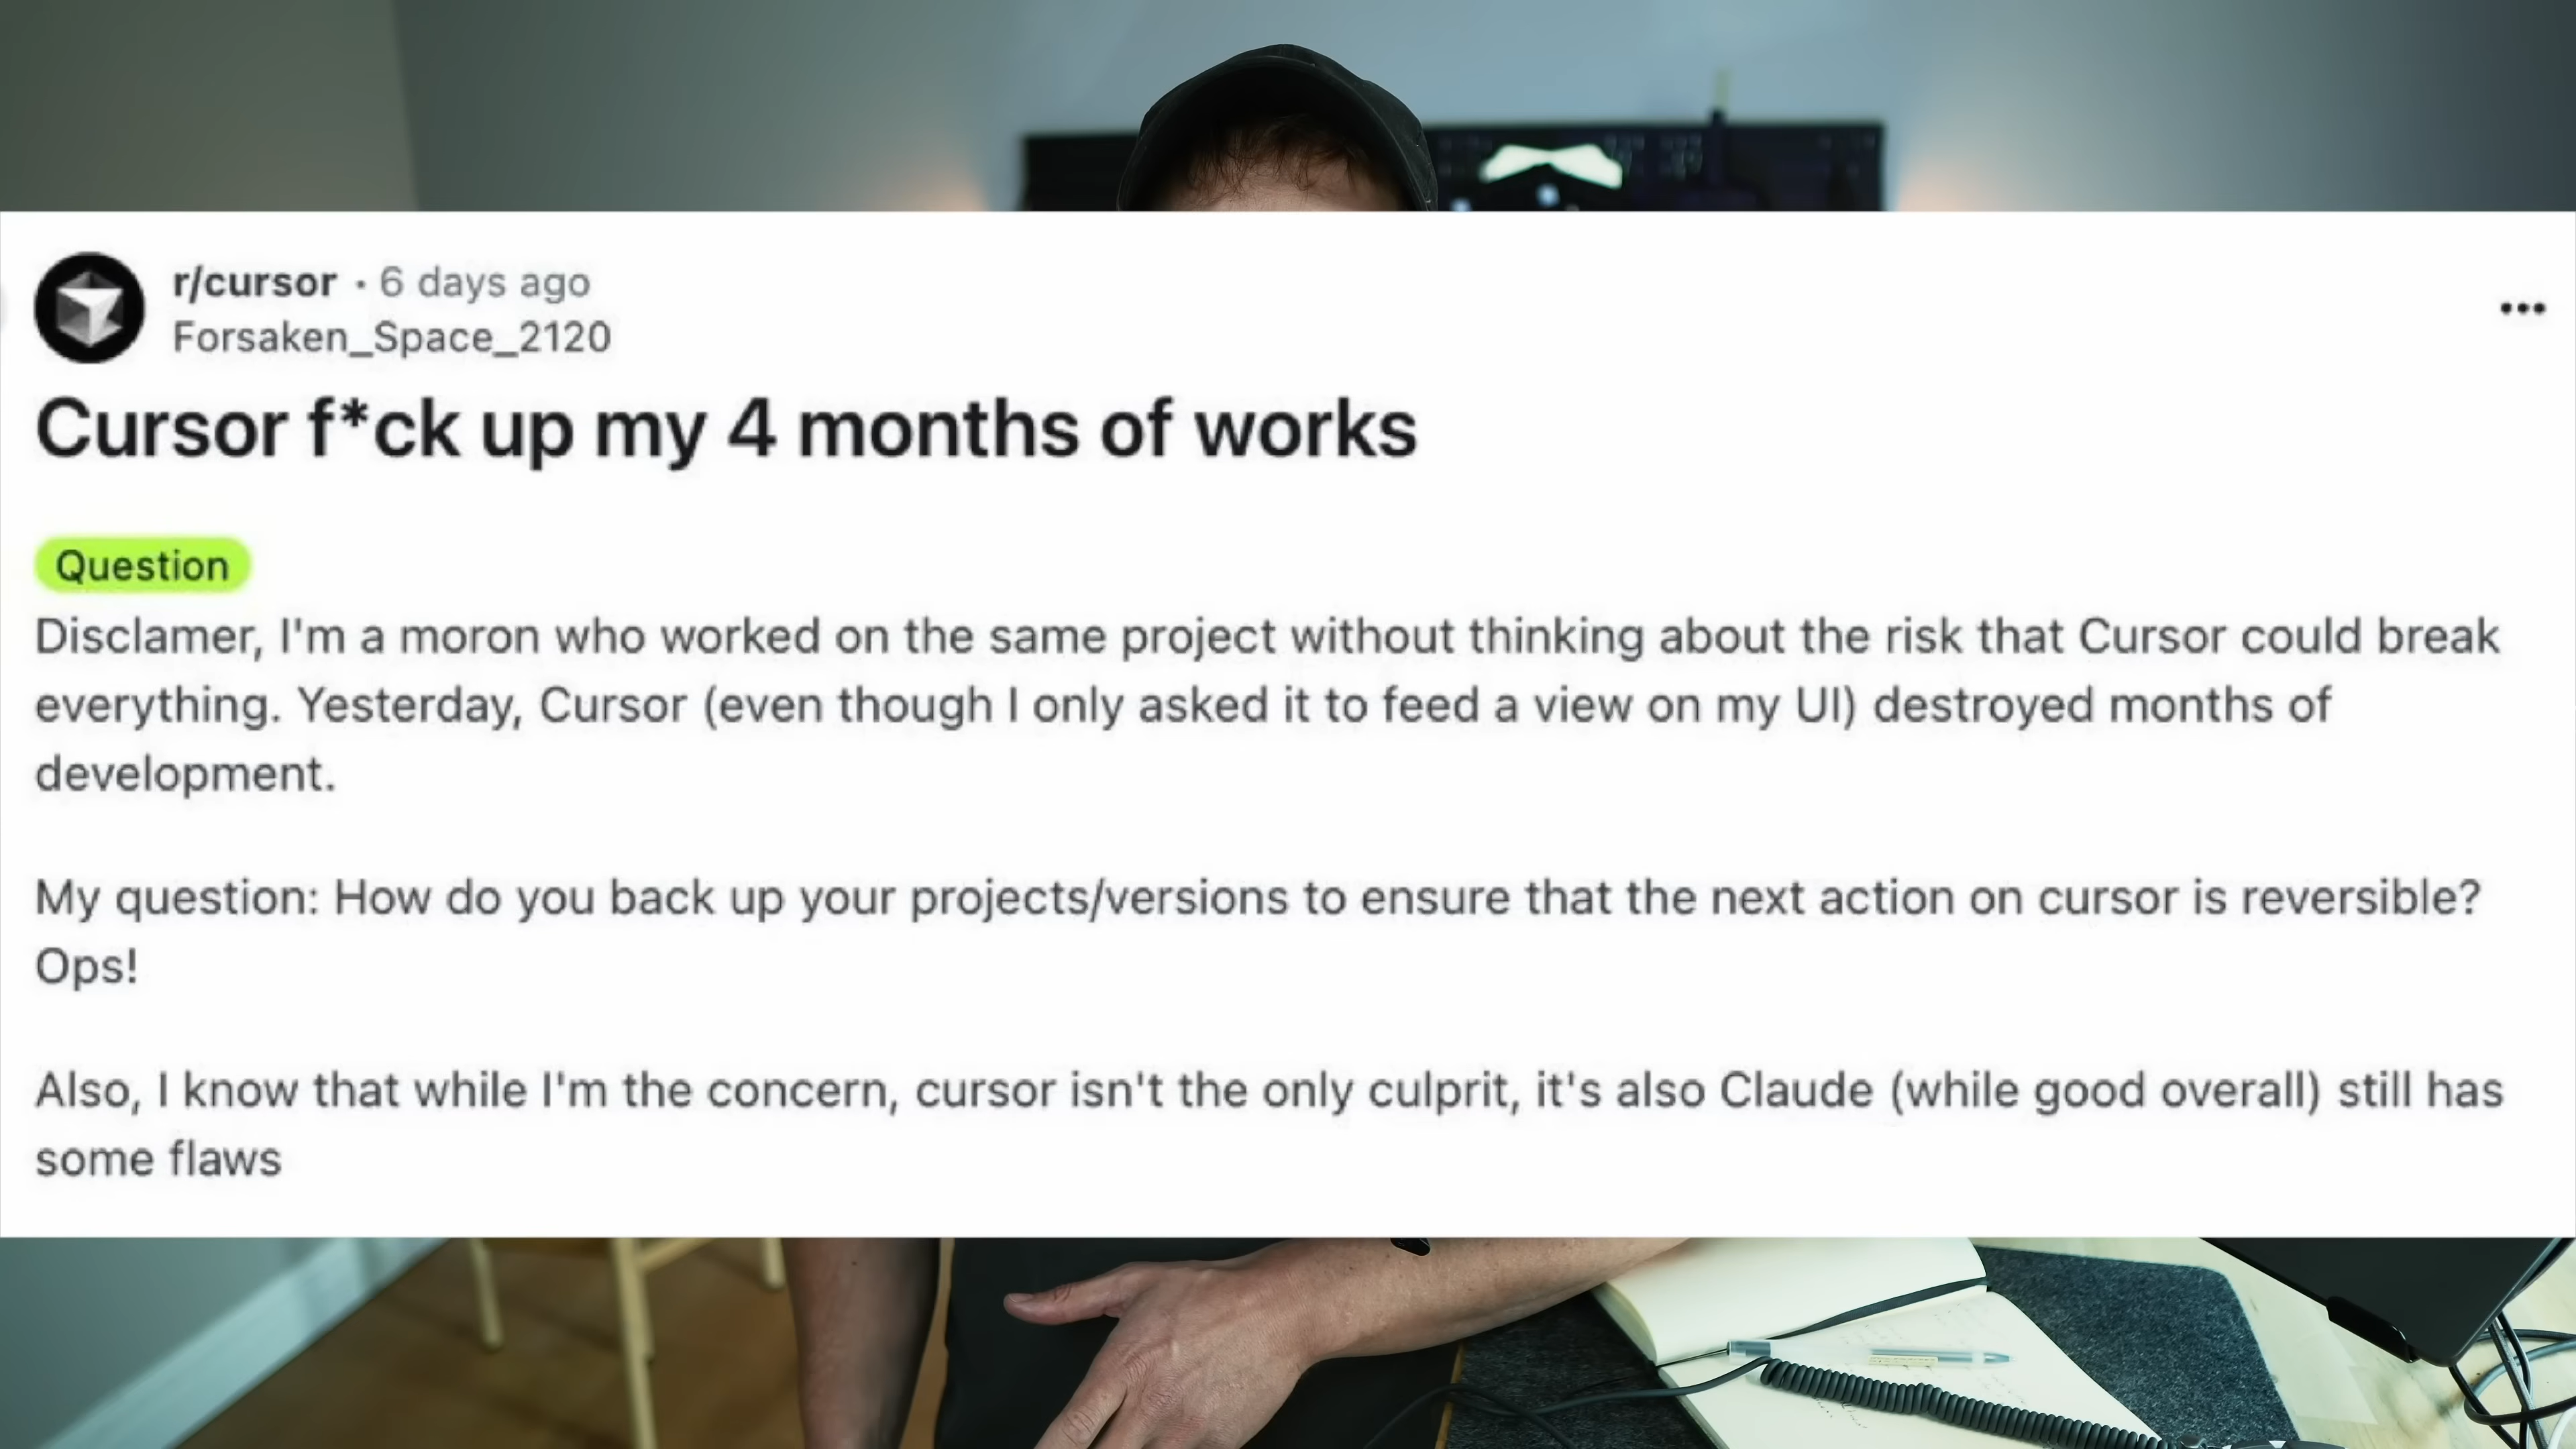 r/cursor · 6 days ago
Forsaken_Space_2120
Cursor f*ck up my 4 months of works
Question
Disclamer, I'm a moron who worked on the same project without thinking about the risk that Cursor could break
everything. Yesterday, Cursor (even though I only asked it to feed a view on my UI) destroyed months of
development.
My question: How do you back up your projects/versions to ensure that the next action on cursor is reversible?
Ops!
Also, I know that while I'm the concern, cursor isn't the only culprit, it's also Claude (while good overall) still has
some flaws